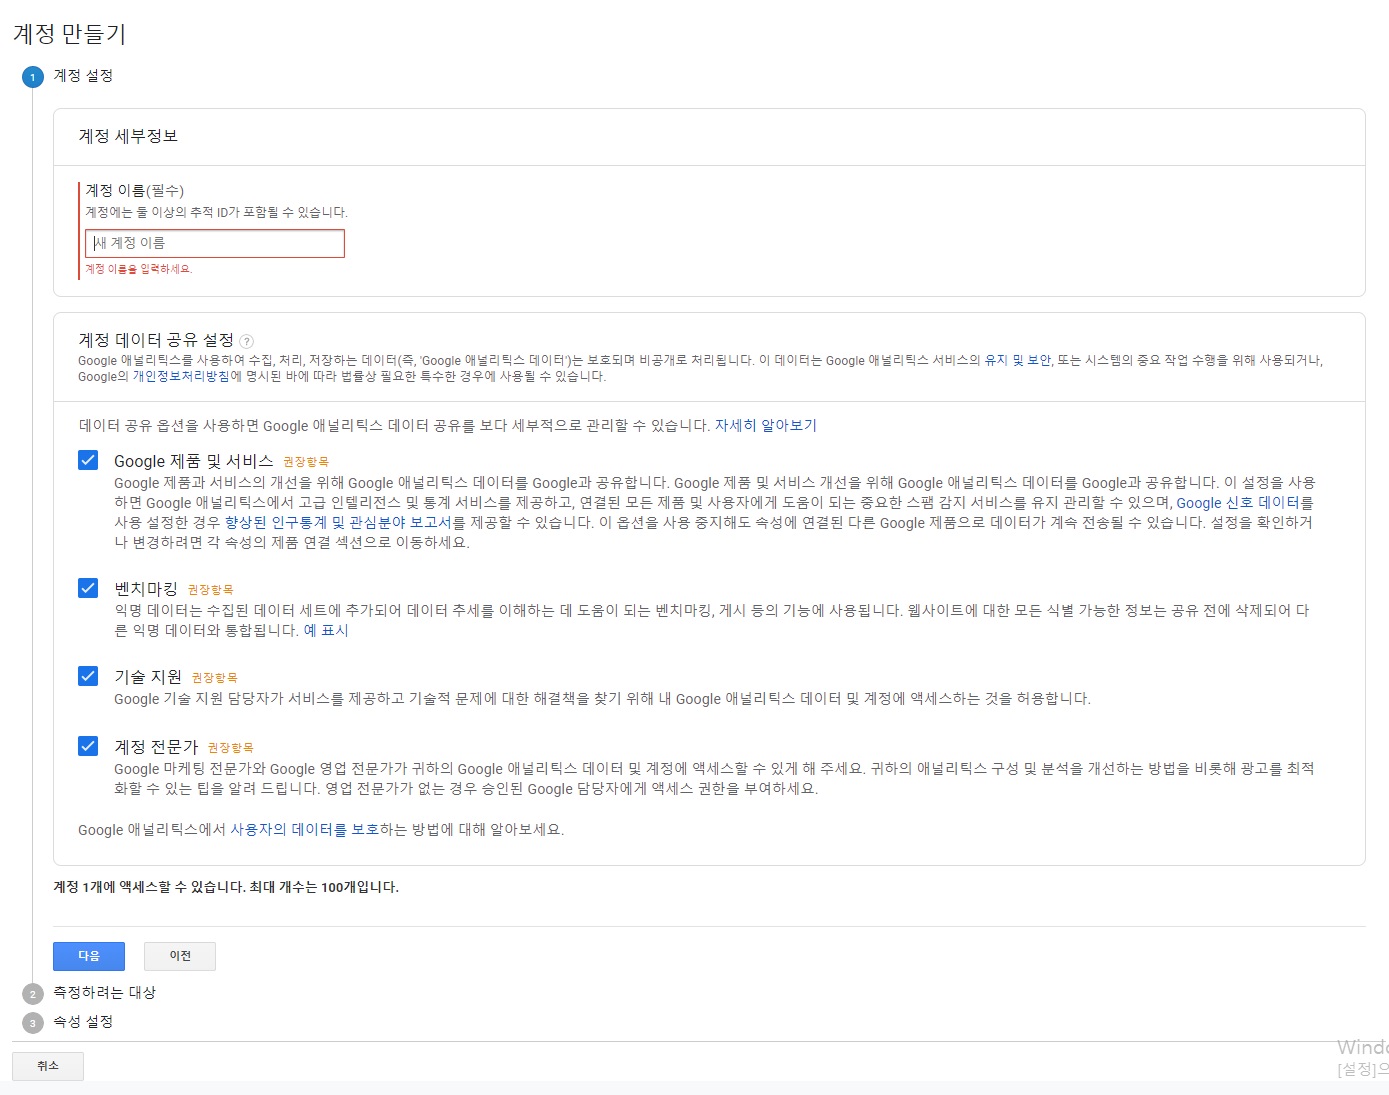 계정 만들기
1 계정 설정
계정 세부정보
계정 이름(필수)
계정에는 둘 이상의 추적 ID가 포함될 수 있습니다.
새 계정 이름
계정 이름을 입력하세요.
계정 데이터 공유 설정 ?
Google 애널리틱스를 사용하여 수집, 처리, 저장하는 데이터(즉, 'Google 애널리틱스 데이터')는 보호되며 비공개로 처리됩니다. 이 데이터는 Google 애널리틱스 서비스의 유지 및 보안, 또는 시스템의 중요 작업 수행을 위해 사용되거나,
Google의 개인정보처리방침에 명시된 바에 따라 법률상 필요한 특수한 경우에 사용될 수 있습니다.
데이터 공유 옵션을 사용하면 Google 애널리틱스 데이터 공유를 보다 세부적으로 관리할 수 있습니다. 자세히 알아보기
Google 제품 및 서비스 권장항목
Google 제품과 서비스의 개선을 위해 Google 애널리틱스 데이터를 Google과 공유합니다. Google 제품 및 서비스 개선을 위해 Google 애널리틱스 데이터를 Google과 공유합니다. 이 설정을 사용
하면 Google 애널리틱스에서 고급 인텔리전스 및 통계 서비스를 제공하고, 연결된 모든 제품 및 사용자에게 도움이 되는 중요한 스팸 감지 서비스를 유지 관리할 수 있으며, Google 신호 데이터를
사용 설정한 경우 향상된 인구통계 및 관심분야 보고서를 제공할 수 있습니다. 이 옵션을 사용 중지해도 속성에 연결된 다른 Google 제품으로 데이터가 계속 전송될 수 있습니다. 설정을 확인하거
나 변경하려면 각 속성의 제품 연결 섹션으로 이동하세요.
벤치마킹 권장항목
익명 데이터는 수집된 데이터 세트에 추가되어 데이터 추세를 이해하는 데 도움이 되는 벤치마킹, 게시 등의 기능에 사용됩니다. 웹사이트에 대한 모든 식별 가능한 정보는 공유 전에 삭제되어 다
른 익명 데이터와 통합됩니다. 예 표시
기술 지원 권장항목
Google 기술 지원 담당자가 서비스를 제공하고 기술적 문제에 대한 해결책을 찾기 위해 내 Google 애널리틱스 데이터 및 계정에 액세스하는 것을 허용합니다.
계정 전문가 권장항목
Google 마케팅 전문가와 Google 영업 전문가가 귀하의 Google 애널리틱스 데이터 및 계정에 액세스할 수 있게 해 주세요. 귀하의 애널리틱스 구성 및 분석을 개선하는 방법을 비롯해 광고를 최적
화할 수 있는 팁을 알려 드립니다. 영업 전문가가 없는 경우 승인된 Google 담당자에게 액세스 권한을 부여하세요.
Google 애널리틱스에서 사용자의 데이터를 보호하는 방법에 대해 알아보세요.
계정 1개에 액세스할 수 있습니다. 최대 개수는 100개입니다.
다음 이전
2 측정하려는 대상
3 속성 설정
취소
Windo
[설정]으